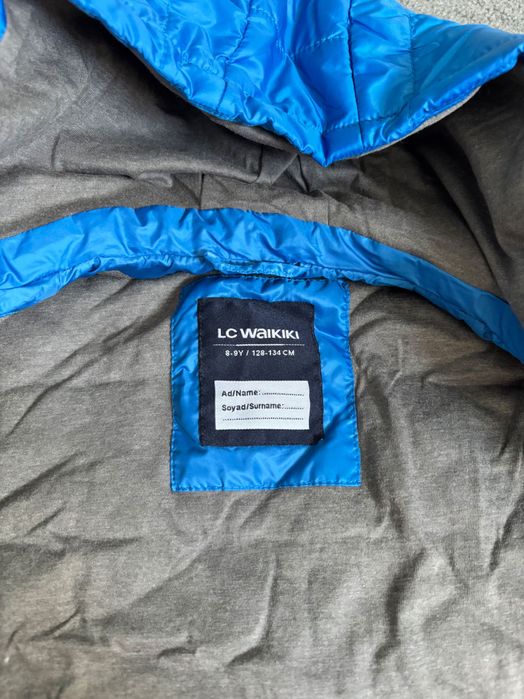 LC WAIKIKI
8-9Y / 128-134 CM
Ad/Name:................
Soyad/Surname:.........
................................